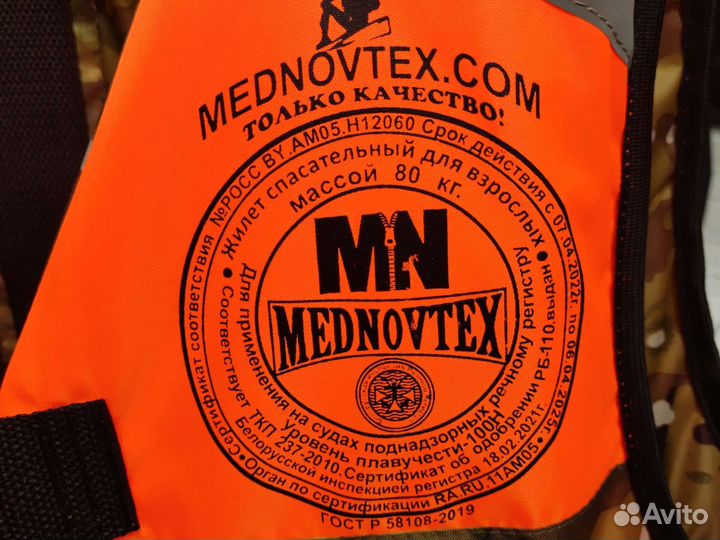 MEDNOVTEX.COM
ТОЛЬКО КАЧЕСТВО!
Сертификат соответствия №РОСС BY.АМ05.Н12060 Срок действия с 07.04.2022г. по 06.04.2025г.
• Орган по сертификации RA.RU.11АМ05 •
• Жилет спасательный для взрослых •
массой 80 кг.
MN
MEDNOVTEX
Для применения на судах поднадзорных речному регистру
Уровень плавучести-100Н
• Соответствует ТКП 237-2010. Сертификат об одобрении РБ-110.выдан
Белорусской инспекцией регистра 18.02.2021г.
ГОСТ Р 58108-2019
Avito